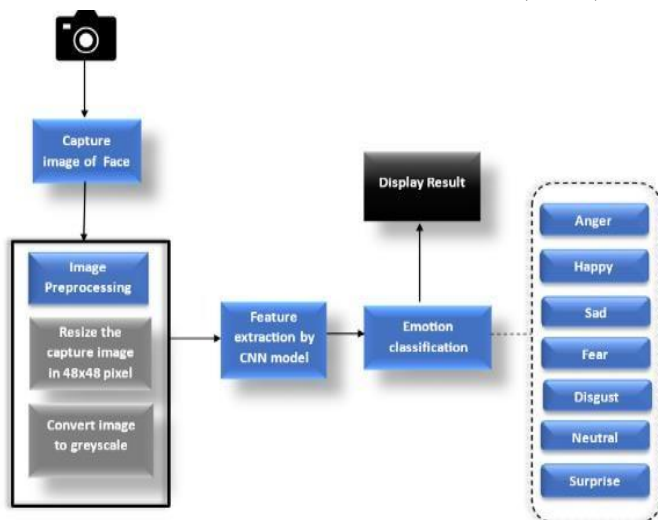 Capture
image of Face
Display Result
Image
Preprocessing
Resize the
capture image
in 48x48 pixel
Convert image
to greyscale
Feature
extraction by
CNN model
Emotion
classification
Anger
Happy
Sad
Fear
Disgust
Neutral
Surprise